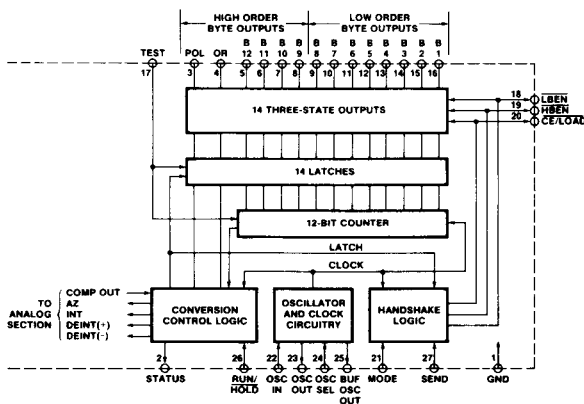 HIGH ORDER BYTE OUTPUTS
LOW ORDER BYTE OUTPUTS
TEST POL OR B 12 B 11 B 10 B 9 B 8 B 7 B 6 B 5 B 4 B 3 B 2 B 1
17 3 4 5 6 7 8 9 10 11 12 13 14 15 16
14 THREE-STATE OUTPUTS
18 LBEN
19 HBEN
20 CE/LOAD
14 LATCHES
12-BIT COUNTER
LATCH
CLOCK
TO ANALOG SECTION
COMP OUT
AZ
INT
DEINT(+)
DEINT(-)
CONVERSION CONTROL LOGIC
OSCILLATOR AND CLOCK CIRCUITRY
HANDSHAKE LOGIC
2 26 22 23 24 25 21 27 1
STATUS
RUN/HOLD
OSC IN
OSC OUT
OSC SEL
BUF OSC OUT
MODE
SEND
GND